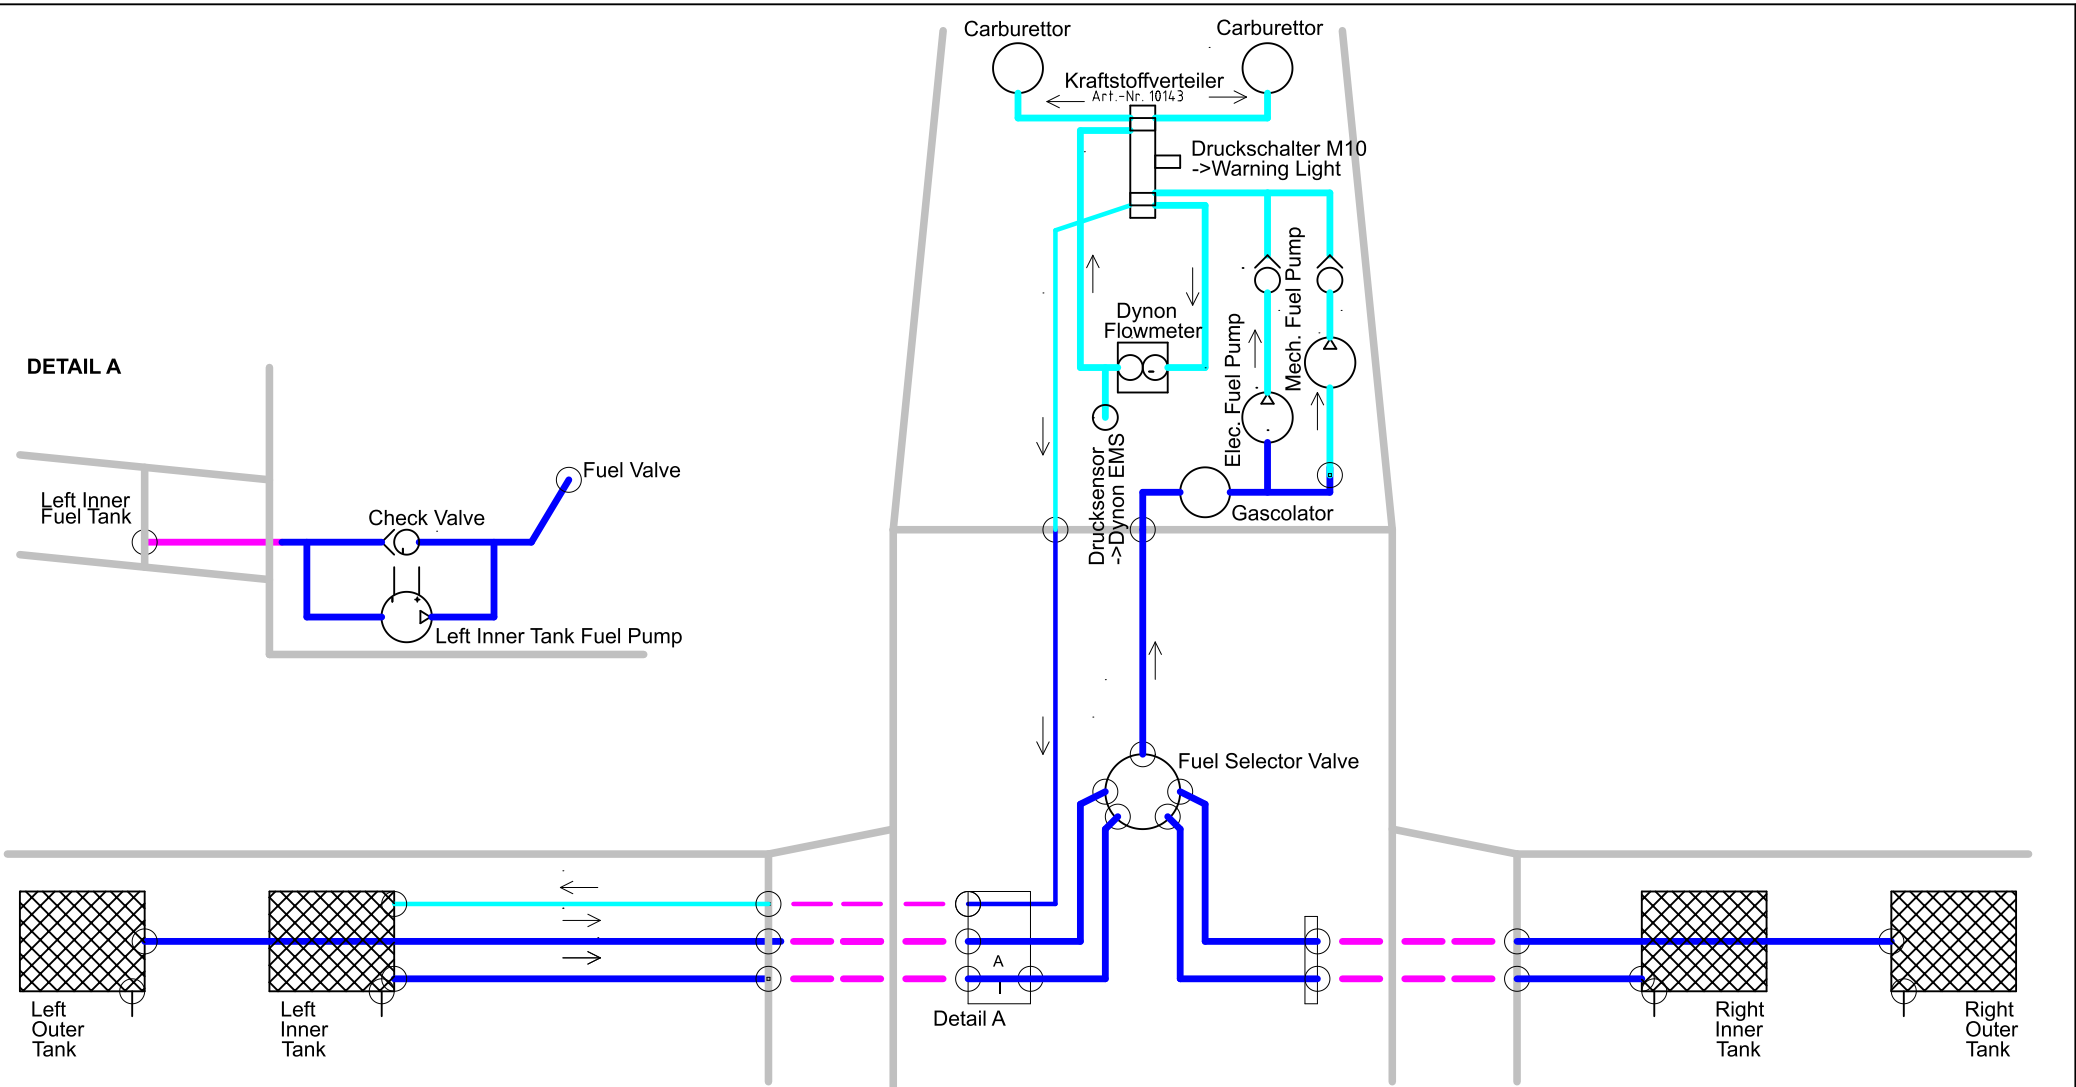 Carburettor
Carburettor
Kraftstoffverteiler
Art.-Nr. 10143
Druckschalter M10
->Warning Light
Dynon
Flowmeter
Elec. Fuel Pump
Mech. Fuel Pump
Drucksensor
->Dynon EMS
Gascolator
DETAIL A
Left Inner
Fuel Tank
Check Valve
Fuel Valve
Left Inner Tank Fuel Pump
Fuel Selector Valve
A
Detail A
Left
Outer
Tank
Left
Inner
Tank
Right
Inner
Tank
Right
Outer
Tank